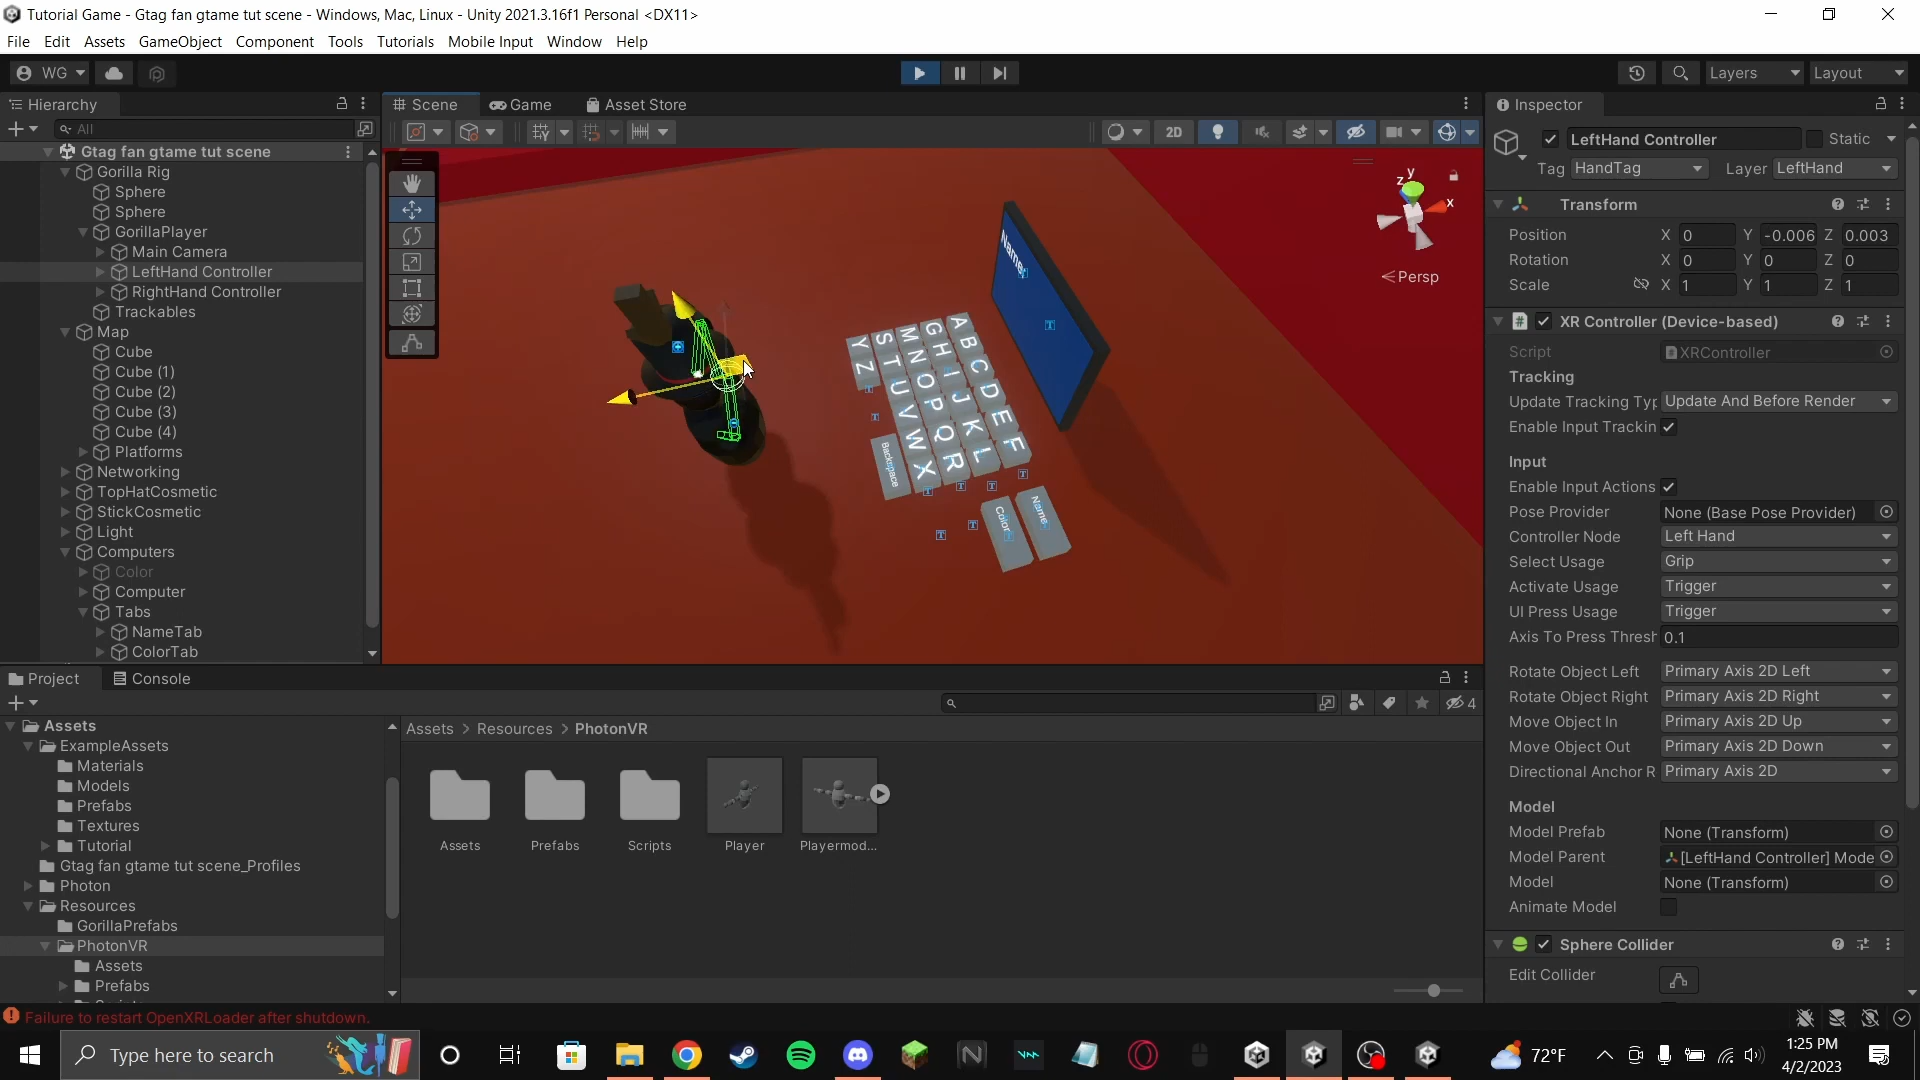 Tutorial Game - Gtag fan gtame tut scene - Windows, Mac, Linux - Unity 2021.3.16f1 Personal <DX11>
File Edit Assets GameObject Component Tools Tutorials Mobile Input Window Help
WG
Layers
Layout
Hierarchy
Scene
Game
Asset Store
Inspector
All
2D
Gtag fan gtame tut scene
Gorilla Rig
Sphere
Sphere
GorillaPlayer
Main Camera
LeftHand Controller
RightHand Controller
Trackables
Map
Cube
Cube (1)
Cube (2)
Cube (3)
Cube (4)
Platforms
Networking
TopHatCosmetic
StickCosmetic
Light
Computers
Color
Computer
Tabs
NameTab
ColorTab
y
z
x
Persp
Name
A B C D E F
G H I J K L
M N O P Q R
S T U V W X
Y Z
Backspace
Color
Name
LeftHand Controller
Static
Tag HandTag
Layer LeftHand
Transform
Position X 0 Y -0.006 Z 0.003
Rotation X 0 Y 0 Z 0
Scale X 1 Y 1 Z 1
XR Controller (Device-based)
Script XRController
Tracking
Update Tracking Typ Update And Before Render
Enable Input Trackin
Input
Enable Input Actions
Pose Provider None (Base Pose Provider)
Controller Node Left Hand
Select Usage Grip
Activate Usage Trigger
UI Press Usage Trigger
Axis To Press Thresh 0.1
Rotate Object Left Primary Axis 2D Left
Rotate Object Right Primary Axis 2D Right
Move Object In Primary Axis 2D Up
Move Object Out Primary Axis 2D Down
Directional Anchor R Primary Axis 2D
Model
Model Prefab None (Transform)
Model Parent [LeftHand Controller] Mode
Model None (Transform)
Animate Model
Sphere Collider
Edit Collider
Project
Console
4
Assets
ExampleAssets
Materials
Models
Prefabs
Textures
Tutorial
Gtag fan gtame tut scene_Profiles
Photon
Resources
GorillaPrefabs
PhotonVR
Assets
Prefabs
Assets > Resources > PhotonVR
Assets
Prefabs
Scripts
Player
Playermod...
Failure to restart OpenXRLoader after shutdown.
Type here to search
72°F
1:25 PM
4/2/2023